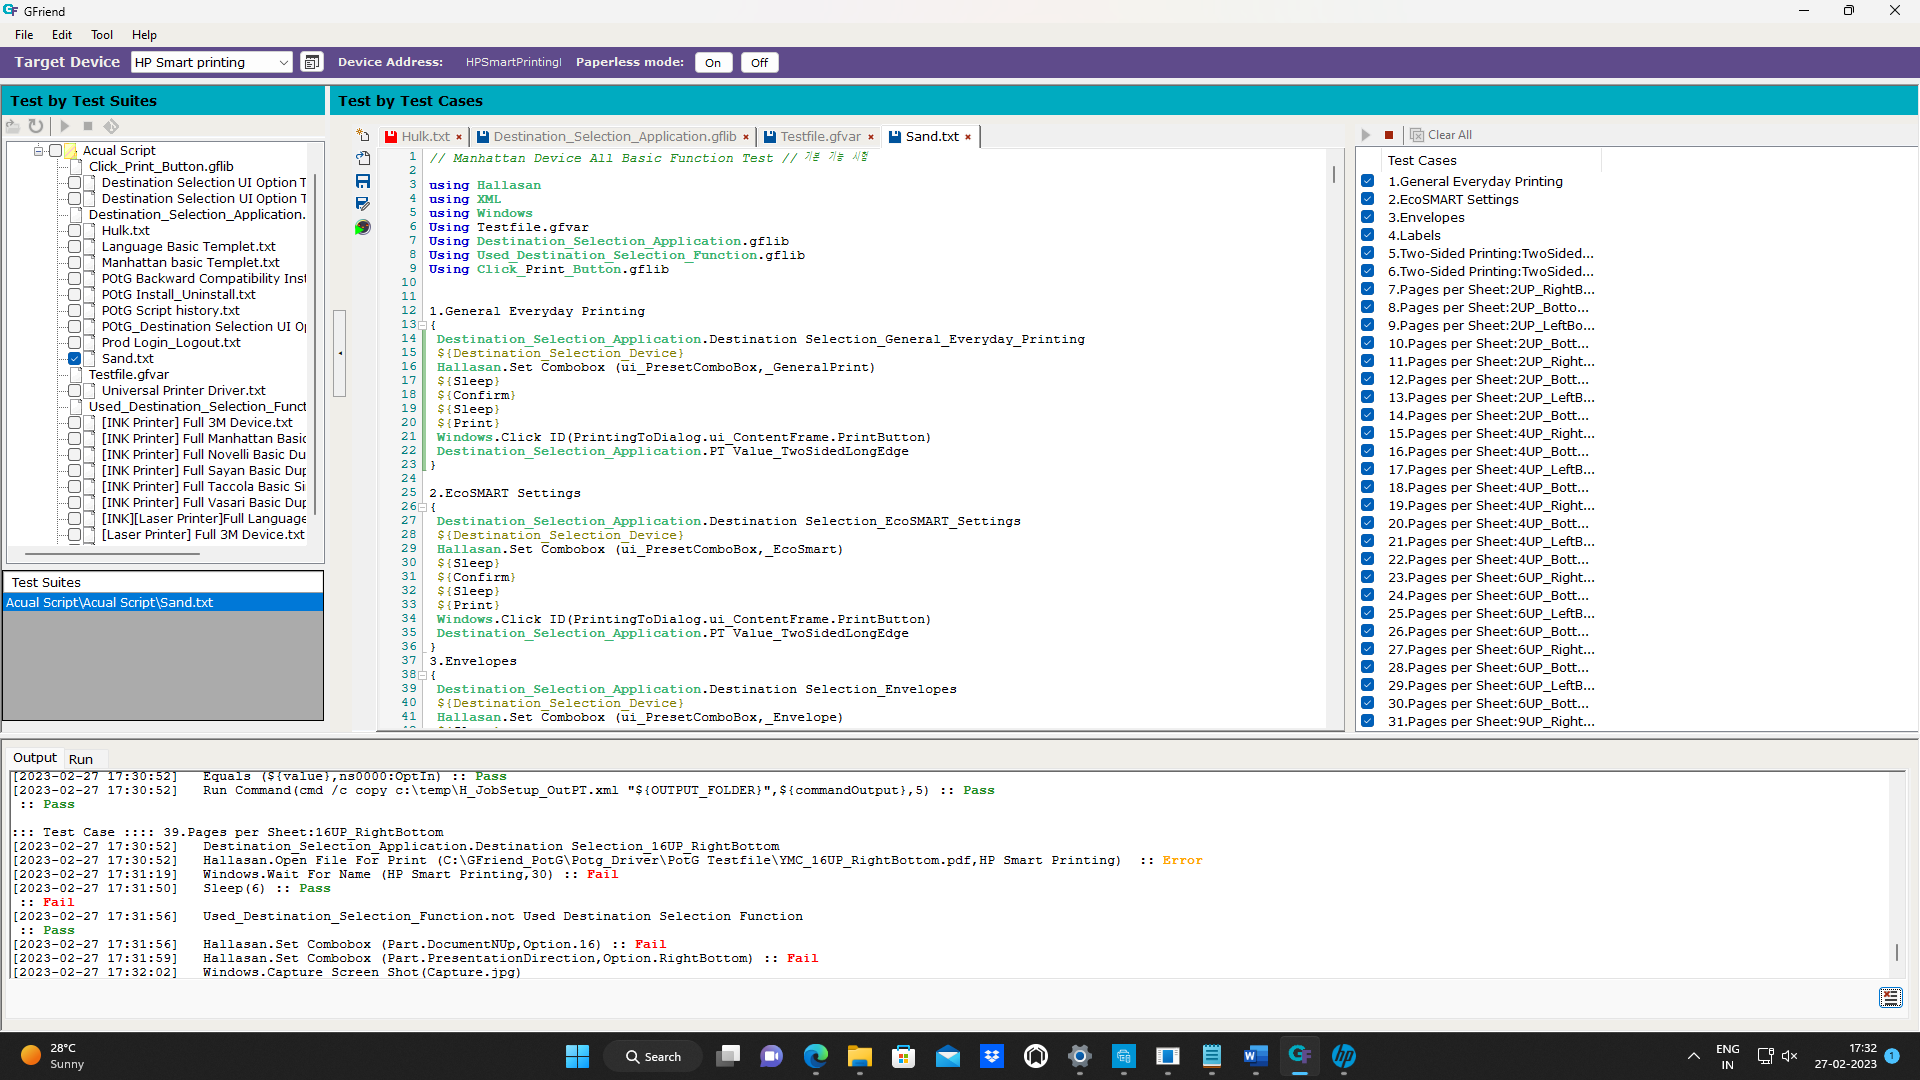 GFriend
File Edit Tool Help
Target Device HP Smart printing Device Address: HPSmartPrintingI Paperless mode: On Off
Test by Test Suites
Acual Script
Click_Print_Button.gflib
Destination Selection UI Option T
Destination Selection UI Option T
Destination_Selection_Application.
Hulk.txt
Language Basic Templet.txt
Manhattan basic Templet.txt
P0tG Backward Compatibility Inst
P0tG Install_Uninstall.txt
P0tG Script history.txt
P0tG_Destination Selection UI Op
Prod Login_Logout.txt
Sand.txt
Testfile.gfvar
Universal Printer Driver.txt
Used_Destination_Selection_Funct
[INK Printer] Full 3M Device.txt
[INK Printer] Full Manhattan Basic
[INK Printer] Full Novelli Basic Du
[INK Printer] Full Sayan Basic Dup
[INK Printer] Full Taccola Basic Si
[INK Printer] Full Vasari Basic Dup
[INK][Laser Printer]Full Language
[Laser Printer] Full 3M Device.txt
Test Suites
Acual Script\Acual Script\Sand.txt
Test by Test Cases
Hulk.txt × Destination_Selection_Application.gflib × Testfile.gfvar × Sand.txt ×
1 // Manhattan Device All Basic Function Test // 기본 기능 시험
2
3 using Hallasan
4 using XML
5 using Windows
6 Using Testfile.gfvar
7 Using Destination_Selection_Application.gflib
8 Using Used_Destination_Selection_Function.gflib
9 Using Click_Print_Button.gflib
10
11
12 1.General Everyday Printing
13 {
14 Destination_Selection_Application.Destination Selection_General_Everyday_Printing
15 ${Destination_Selection_Device}
16 Hallasan.Set Combobox (ui_PresetComboBox,_GeneralPrint)
17 ${Sleep}
18 ${Confirm}
19 ${Sleep}
20 ${Print}
21 Windows.Click ID(PrintingToDialog.ui_ContentFrame.PrintButton)
22 Destination_Selection_Application.PT Value_TwoSidedLongEdge
23 }
24
25 2.EcoSMART Settings
26 {
27 Destination_Selection_Application.Destination Selection_EcoSMART_Settings
28 ${Destination_Selection_Device}
29 Hallasan.Set Combobox (ui_PresetComboBox,_EcoSmart)
30 ${Sleep}
31 ${Confirm}
32 ${Sleep}
33 ${Print}
34 Windows.Click ID(PrintingToDialog.ui_ContentFrame.PrintButton)
35 Destination_Selection_Application.PT Value_TwoSidedLongEdge
36 }
37 3.Envelopes
38 {
39 Destination_Selection_Application.Destination Selection_Envelopes
40 ${Destination_Selection_Device}
41 Hallasan.Set Combobox (ui_PresetComboBox,_Envelope)
Clear All
Test Cases
1.General Everyday Printing
2.EcoSMART Settings
3.Envelopes
4.Labels
5.Two-Sided Printing:TwoSided...
6.Two-Sided Printing:TwoSided...
7.Pages per Sheet:2UP_RightB...
8.Pages per Sheet:2UP_Botto...
9.Pages per Sheet:2UP_LeftBo...
10.Pages per Sheet:2UP_Bott...
11.Pages per Sheet:2UP_Right...
12.Pages per Sheet:2UP_Bott...
13.Pages per Sheet:2UP_LeftB...
14.Pages per Sheet:2UP_Bott...
15.Pages per Sheet:4UP_Right...
16.Pages per Sheet:4UP_Bott...
17.Pages per Sheet:4UP_LeftB...
18.Pages per Sheet:4UP_Bott...
19.Pages per Sheet:4UP_Right...
20.Pages per Sheet:4UP_Bott...
21.Pages per Sheet:4UP_LeftB...
22.Pages per Sheet:4UP_Bott...
23.Pages per Sheet:6UP_Right...
24.Pages per Sheet:6UP_Bott...
25.Pages per Sheet:6UP_LeftB...
26.Pages per Sheet:6UP_Bott...
27.Pages per Sheet:6UP_Right...
28.Pages per Sheet:6UP_Bott...
29.Pages per Sheet:6UP_LeftB...
30.Pages per Sheet:6UP_Bott...
31.Pages per Sheet:9UP_Right...
Output Run
[2023-02-27 17:30:52] Equals (${value},ns0000:OptIn) :: Pass
[2023-02-27 17:30:52] Run Command(cmd /c copy c:\temp\H_JobSetup_OutPT.xml "${OUTPUT_FOLDER}",${commandOutput},5) :: Pass
:: Pass
::: Test Case :::: 39.Pages per Sheet:16UP_RightBottom
[2023-02-27 17:30:52] Destination_Selection_Application.Destination Selection_16UP_RightBottom
[2023-02-27 17:30:52] Hallasan.Open File For Print (C:\GFriend_PotG\Potg_Driver\PotG Testfile\YMC_16UP_RightBottom.pdf,HP Smart Printing) :: Error
[2023-02-27 17:31:19] Windows.Wait For Name (HP Smart Printing,30) :: Fail
[2023-02-27 17:31:50] Sleep(6) :: Pass
:: Fail
[2023-02-27 17:31:56] Used_Destination_Selection_Function.not Used Destination Selection Function
:: Pass
[2023-02-27 17:31:56] Hallasan.Set Combobox (Part.DocumentNUp,Option.16) :: Fail
[2023-02-27 17:31:59] Hallasan.Set Combobox (Part.PresentationDirection,Option.RightBottom) :: Fail
[2023-02-27 17:32:02] Windows.Capture Screen Shot(Capture.jpg)
28°C
Sunny
Search
ENG
IN
17:32
27-02-2023
1